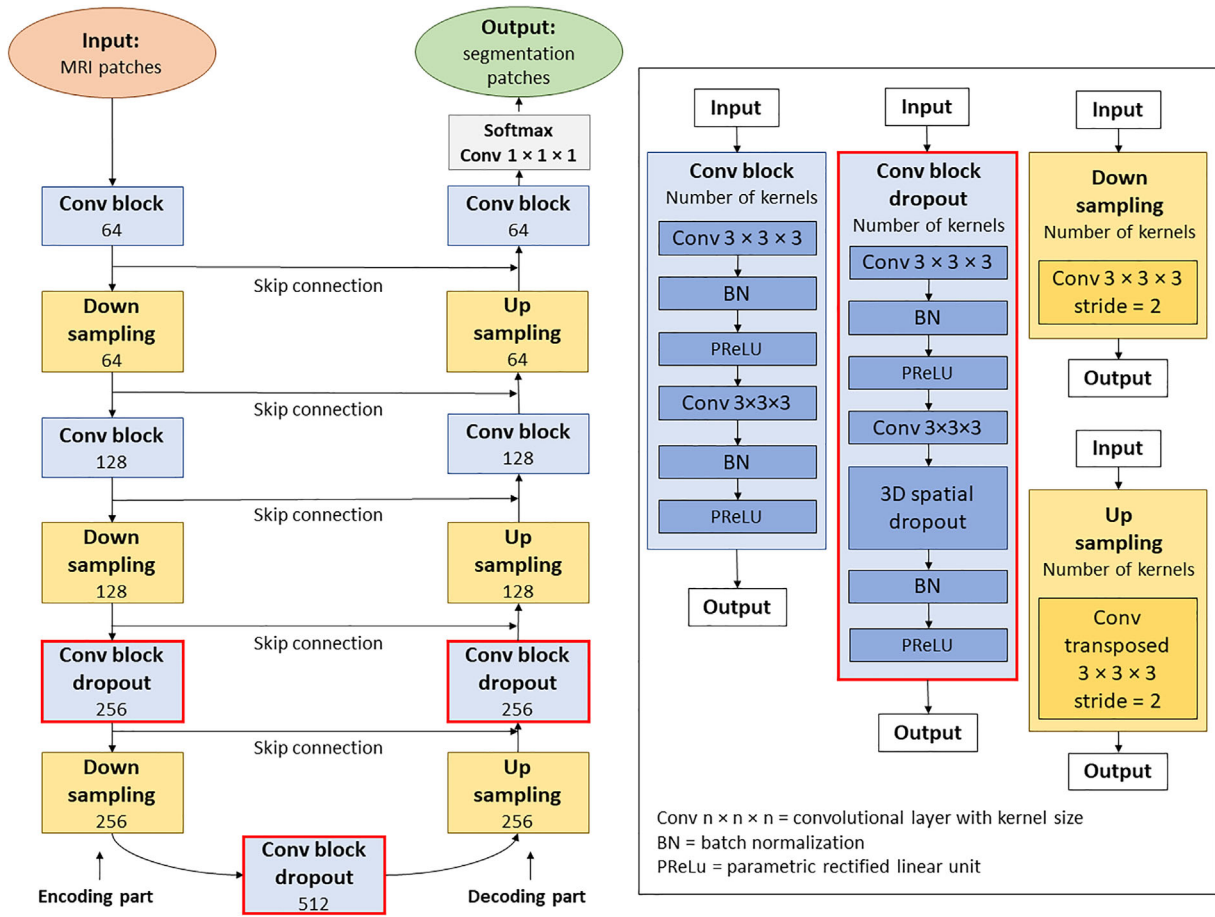 Input:
MRI patches
Conv block
64
Down
sampling
64
Conv block
128
Down
sampling
128
Conv block
dropout
256
Down
sampling
256
Encoding part
Conv block
dropout
512
Skip connection
Skip connection
Skip connection
Skip connection
Skip connection
Output:
segmentation
patches
Softmax
Conv 1 × 1 × 1
Conv block
64
Up
sampling
64
Conv block
128
Up
sampling
128
Conv block
dropout
256
Up
sampling
256
Decoding part
Input
Conv block
Number of kernels
Conv 3 × 3 × 3
BN
PReLU
Conv 3×3×3
BN
PReLU
Output
Input
Conv block
dropout
Number of kernels
Conv 3 × 3 × 3
BN
PReLU
Conv 3×3×3
3D spatial
dropout
BN
PReLU
Output
Input
Down
sampling
Number of kernels
Conv 3 × 3 × 3
stride = 2
Output
Input
Up
sampling
Number of kernels
Conv
transposed
3 × 3 × 3
stride = 2
Output
Conv n × n × n = convolutional layer with kernel size
BN = batch normalization
PReLu = parametric rectified linear unit